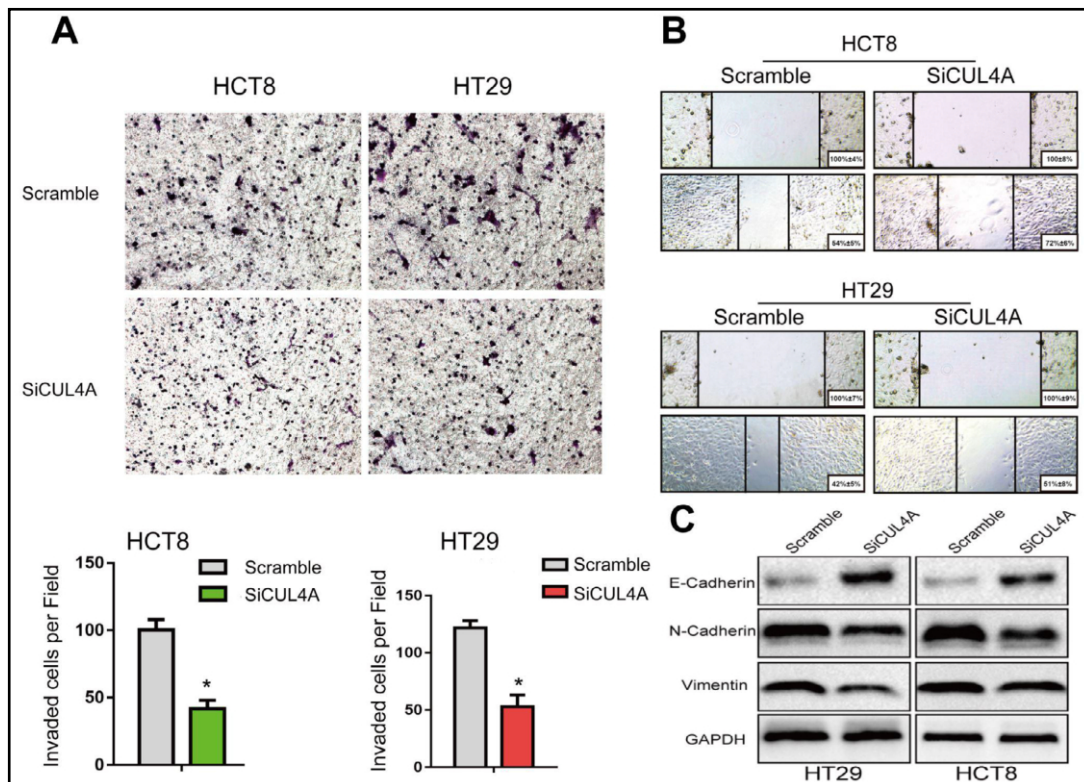 A
HCT8 HT29
Scramble
SiCUL4A
HCT8
Scramble
SiCUL4A
Invaded cells per Field
150
100
50
0
*
HT29
Scramble
SiCUL4A
Invaded cells per Field
150
100
50
0
*
B
HCT8
Scramble SiCUL4A
100%±4% 100±8%
54%±5% 72%±6%
HT29
Scramble SiCUL4A
100%±7% 100%±9%
42%±5% 51%±8%
C
Scramble SiCUL4A Scramble SiCUL4A
E-Cadherin
N-Cadherin
Vimentin
GAPDH
HT29 HCT8